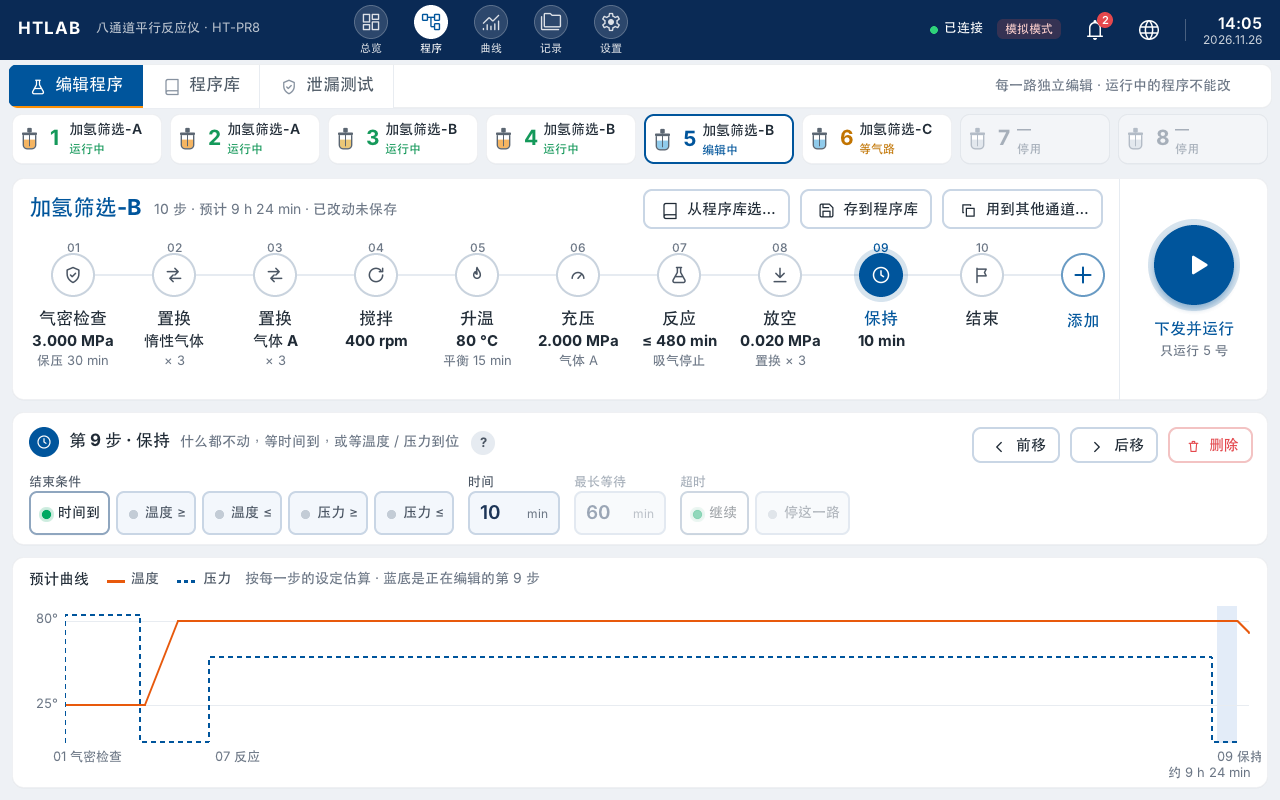 HTLAB 八通道平行反应仪 · HT-PR8
总览 程序 曲线 记录 设置
已连接 模拟模式 2 14:05
2026.11.26
编辑程序 程序库 泄漏测试 每一路独立编辑 · 运行中的程序不能改
1 加氢筛选-A 运行中
2 加氢筛选-A 运行中
3 加氢筛选-B 运行中
4 加氢筛选-B 运行中
5 加氢筛选-B 编辑中
6 加氢筛选-C 等气路
7 — 停用
8 — 停用
加氢筛选-B 10 步 · 预计 9 h 24 min · 已改动未保存 从程序库选... 存到程序库 用到其他通道...
01 02 03 04 05 06 07 08 09 10
气密检查 置换 置换 搅拌 升温 充压 反应 放空 保持 结束 添加
3.000 MPa 惰性气体 气体 A 400 rpm 80 °C 2.000 MPa ≤ 480 min 0.020 MPa 10 min
保压 30 min × 3 × 3 平衡 15 min 气体 A 吸气停止 置换 × 3
下发并运行
只运行 5 号
第 9 步 · 保持 什么都不动，等时间到，或等温度 / 压力到位 ? 前移 后移 删除
结束条件 时间 最长等待 超时
时间到 温度 ≥ 温度 ≤ 压力 ≥ 压力 ≤ 10 min 60 min 继续 停这一路
预计曲线 温度 压力 按每一步的设定估算 · 蓝底是正在编辑的第 9 步
80°
25°
01 气密检查 07 反应 09 保持
约 9 h 24 min